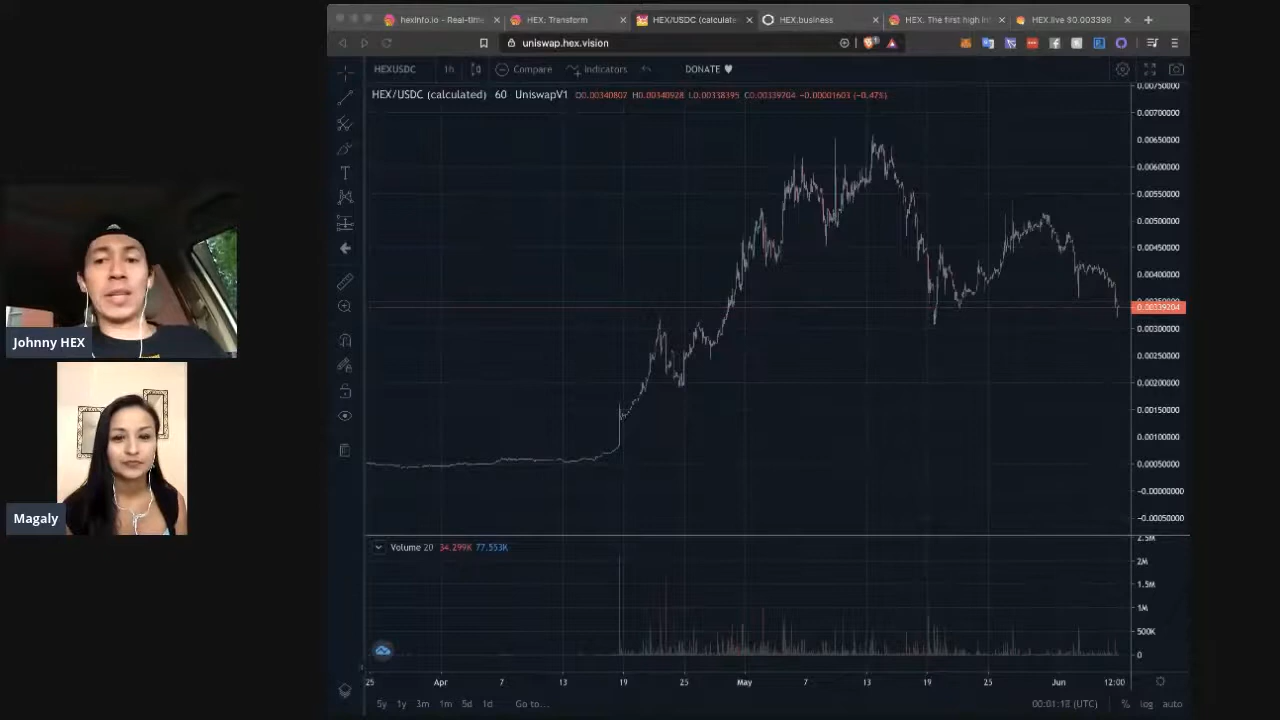 hexinfo.io - Real-time
HEX. Transform
HEX/USDC (calculate
HEX.business
HEX. The first high in
HEX.live $0.003398
uniswap.hex.vision
HEXUSDC
1h
Compare
Indicators
DONATE ♥
HEX/USDC (calculated) 60 UniswapV1 O0.00340807 H0.00340928 L0.00338395 C0.00339204 −0.00001603 (−0.47%)
0.00750000
0.00700000
0.00650000
0.00600000
0.00550000
0.00500000
0.00450000
0.00400000
0.00339204
0.00300000
0.00250000
0.00200000
0.00150000
0.00100000
0.00050000
−0.00000000
−0.00050000
Johnny HEX
Magaly
Volume 20 34.299K 77.553K
2.5M
2M
1.5M
1M
500K
0
25 Apr 7 13 19 25 May 7 13 19 25 Jun 12:00
5y 1y 3m 1m 5d 1d Go to...
00:01:18 (UTC) % log auto